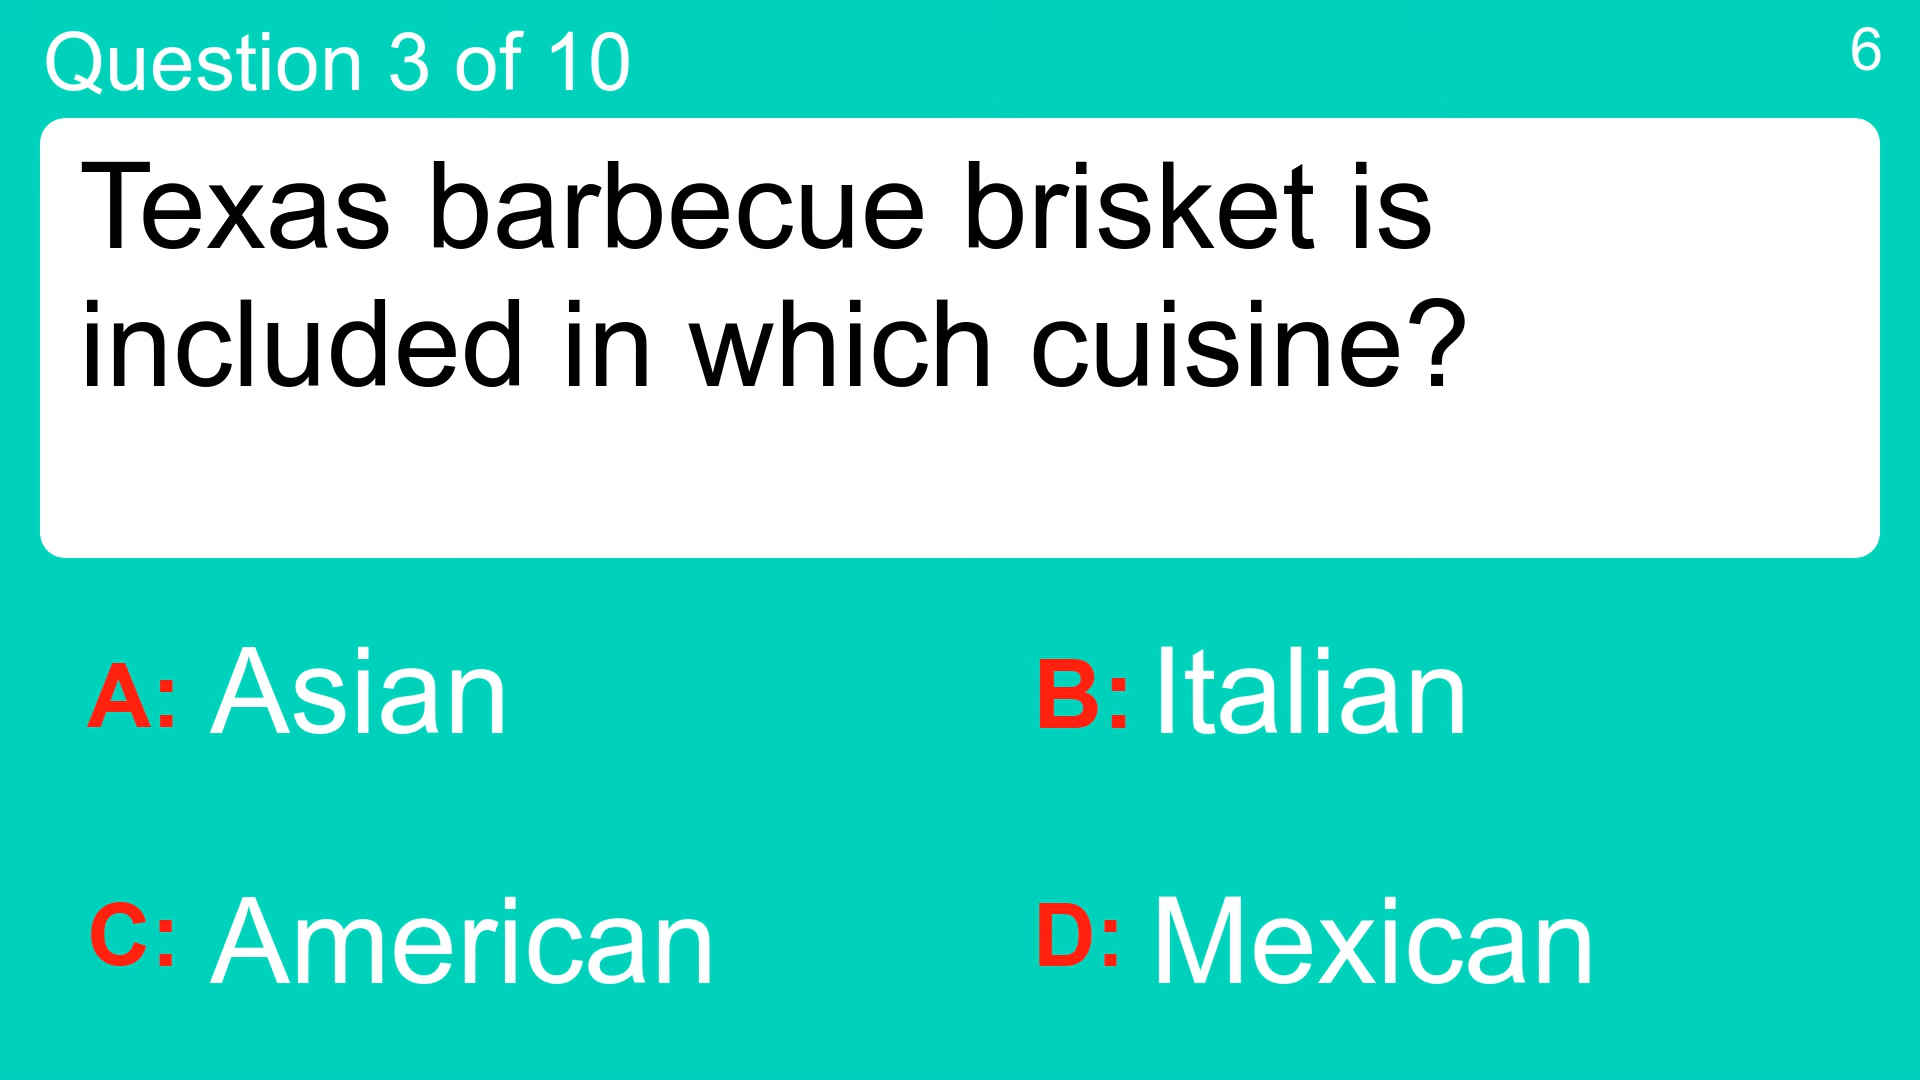 Question 3 of 10
6
Texas barbecue brisket is
included in which cuisine?
A: Asian
B: Italian
C: American
D: Mexican